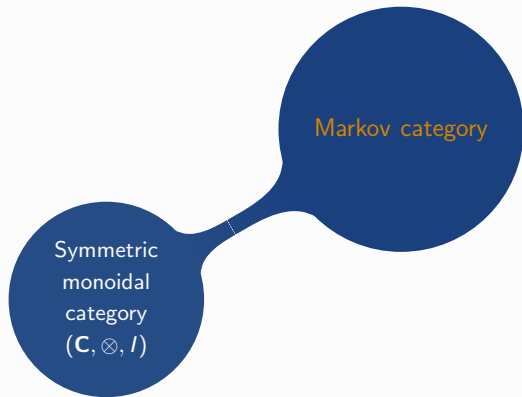 Markov category
Symmetric
monoidal
category
(C, ⊗, I)